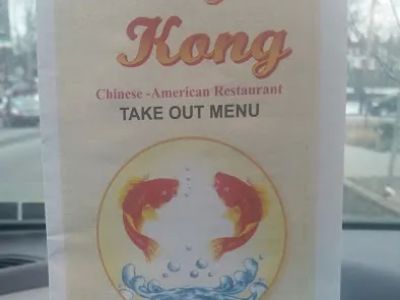 Kong
Chinese -American Restaurant
TAKE OUT MENU